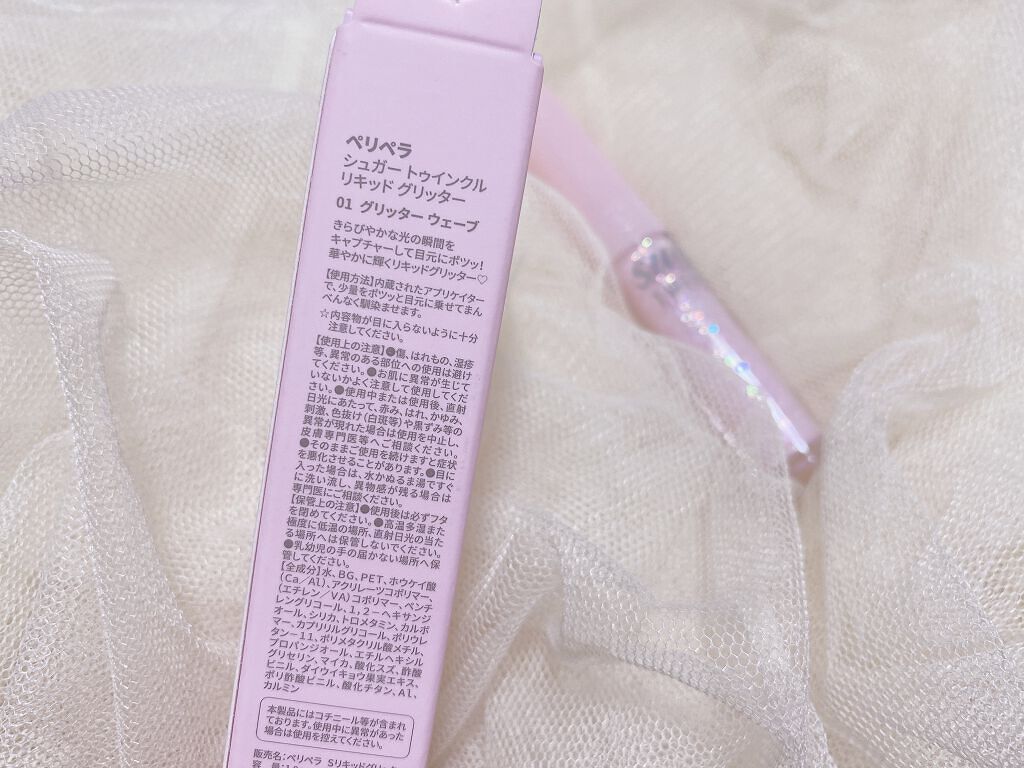 ペリペラ
シュガー トゥインクル
リキッド グリッター
01 グリッター ウェーブ
きらびやかな光の瞬間を
キャプチャーして目元にポツッ!
華やかに輝くリキッドグリッター♡
【使用方法】内蔵されたアプリケイター
で、少量をポツッと目元に乗せてまん
べんなく馴染ませます。
☆内容物が目に入らないように十分
注意してください。
【使用上の注意】●傷、はれもの、湿疹
等、異常のある部位への使用は避け
てください。●お肌に異常が生じて
いないかよく注意して使用してくだ
さい。●使用中または使用後、直射
日光にあたって、赤み、はれ、かゆみ、
刺激、色抜け(白斑等)や黒ずみ等の
異常が現れた場合は使用を中止し、
皮膚専門医等へご相談ください。
●そのままご使用を続けますと症状
を悪化させることがあります。●目に
入った場合は、水かぬるま湯ですぐ
に洗い流し、異物感が残る場合は
専門医にご相談ください。
【保管上の注意】●使用後は必ずフタ
を閉めてください。●高温多湿また
極度に低温の場所、直射日光の当た
る場所へは保管しないでください。
●乳幼児の手の届かない場所へ保
管してください。
【全成分】水、BG、PET、ホウケイ酸
(Ca/Al)、アクリレーツコポリマー、
(エチレン/VA)コポリマー、ペンチ
レングリコール、1,2-ヘキサンジ
オール、シリカ、トロメタミン、カルボ
マー、カプリリルグリコール、ポリウレ
タン-11、ポリメタクリル酸メチル、
プロパンジオール、エチルヘキシル
グリセリン、マイカ、酸化スズ、酢酸
ビニル、ダイウイキョウ果実エキス、
ポリ酢酸ビニル、酸化チタン、Al、
カルミン
本製品にはコチニール等が含まれ
ております。使用中に異常があった
場合は使用を控えてください。
販売名:ペリペラ Sリキッドグリッ
容 量:1.